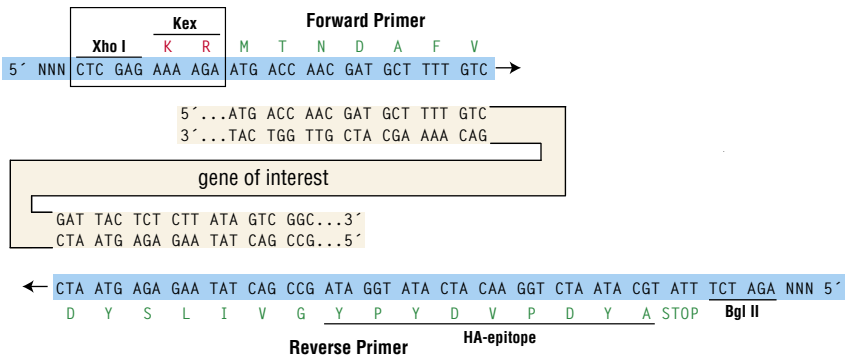 Kex
Forward Primer
Xho I K R M T N D A F V
5´ NNN CTC GAG AAA AGA ATG ACC AAC GAT GCT TTT GTC
5´...ATG ACC AAC GAT GCT TTT GTC
3´...TAC TGG TTG CTA CGA AAA CAG
gene of interest
GAT TAC TCT CTT ATA GTC GGC...3´
CTA ATG AGA GAA TAT CAG CCG...5´
CTA ATG AGA GAA TAT CAG CCG ATA GGT ATA CTA CAA GGT CTA ATA CGT ATT TCT AGA NNN 5´
D Y S L I V G Y P Y D V P D Y A STOP Bgl II
HA-epitope
Reverse Primer